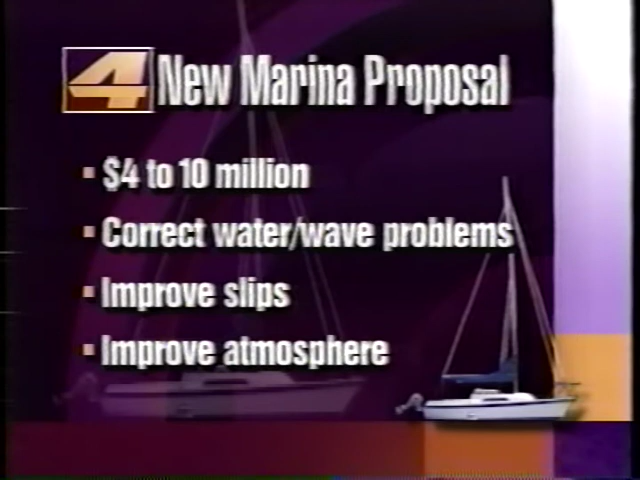 4 New Marina Proposal
$4 to 10 million
Correct water/wave problems
Improve slips
Improve atmosphere